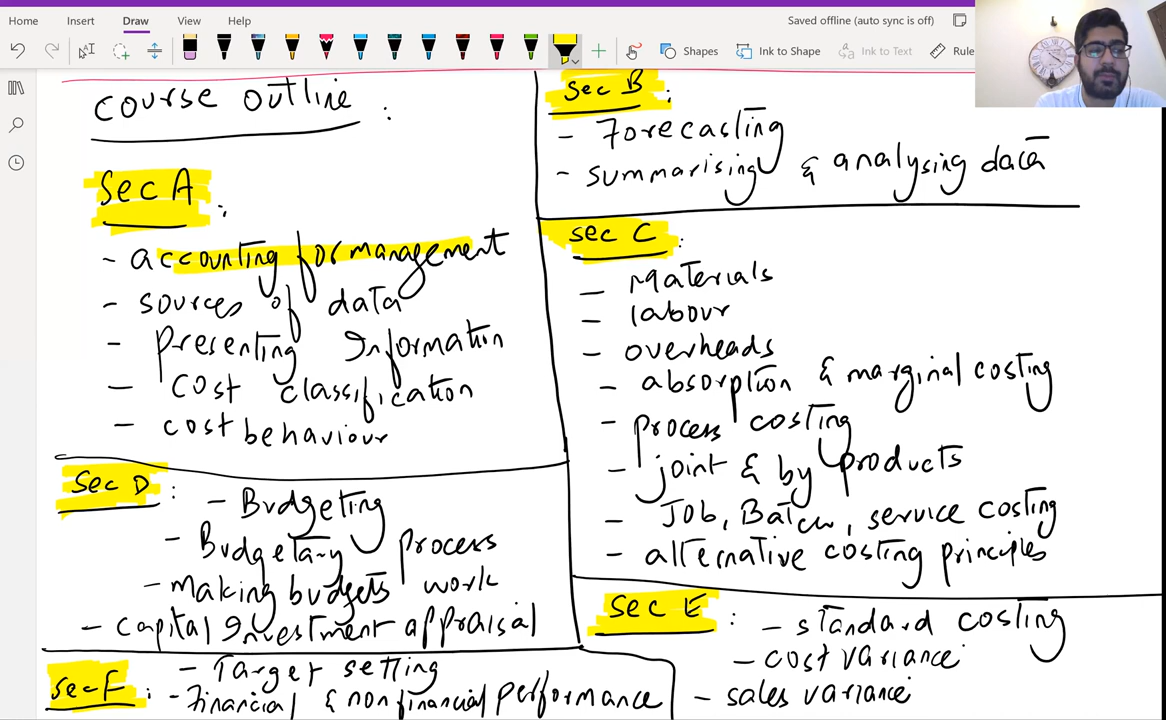 Home Insert Draw View Help
Saved offline (auto sync is off)
Shapes Ink to Shape Ink to Text Rule
course outline :
Sec A :
- accounting for management
- sources of data
- presenting Information
- cost classification
- cost behaviour
Sec B :
- Forecasting
- summarising & analysing data
Sec C :
- Materials
- labour
- overheads
- absorption & marginal costing
- process costing
- joint & by products
- Job, Batch, service costing
- alternative costing principles
Sec D :
- Budgeting
- Budgetary process
- making budgets work
- capital Investment appraisal
Sec E :
- standard costing
- cost variance
- sales variance
Sec F :
- Target setting
- Financial & nonfinancial performance